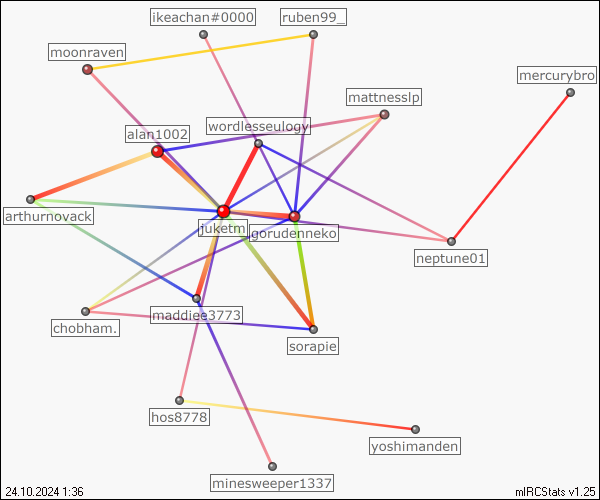 ikeachan#0000
ruben99_
moonraven
mercurybro
mattnesslp
wordlesseulogy
alan1002
arthurnovack
juketn
gorudenneko
neptune01
maddiee3773
chobham.
sorapie
hos8778
yoshimanden
minesweeper1337
24.10.2024 1:36
mIRCStats v1.25